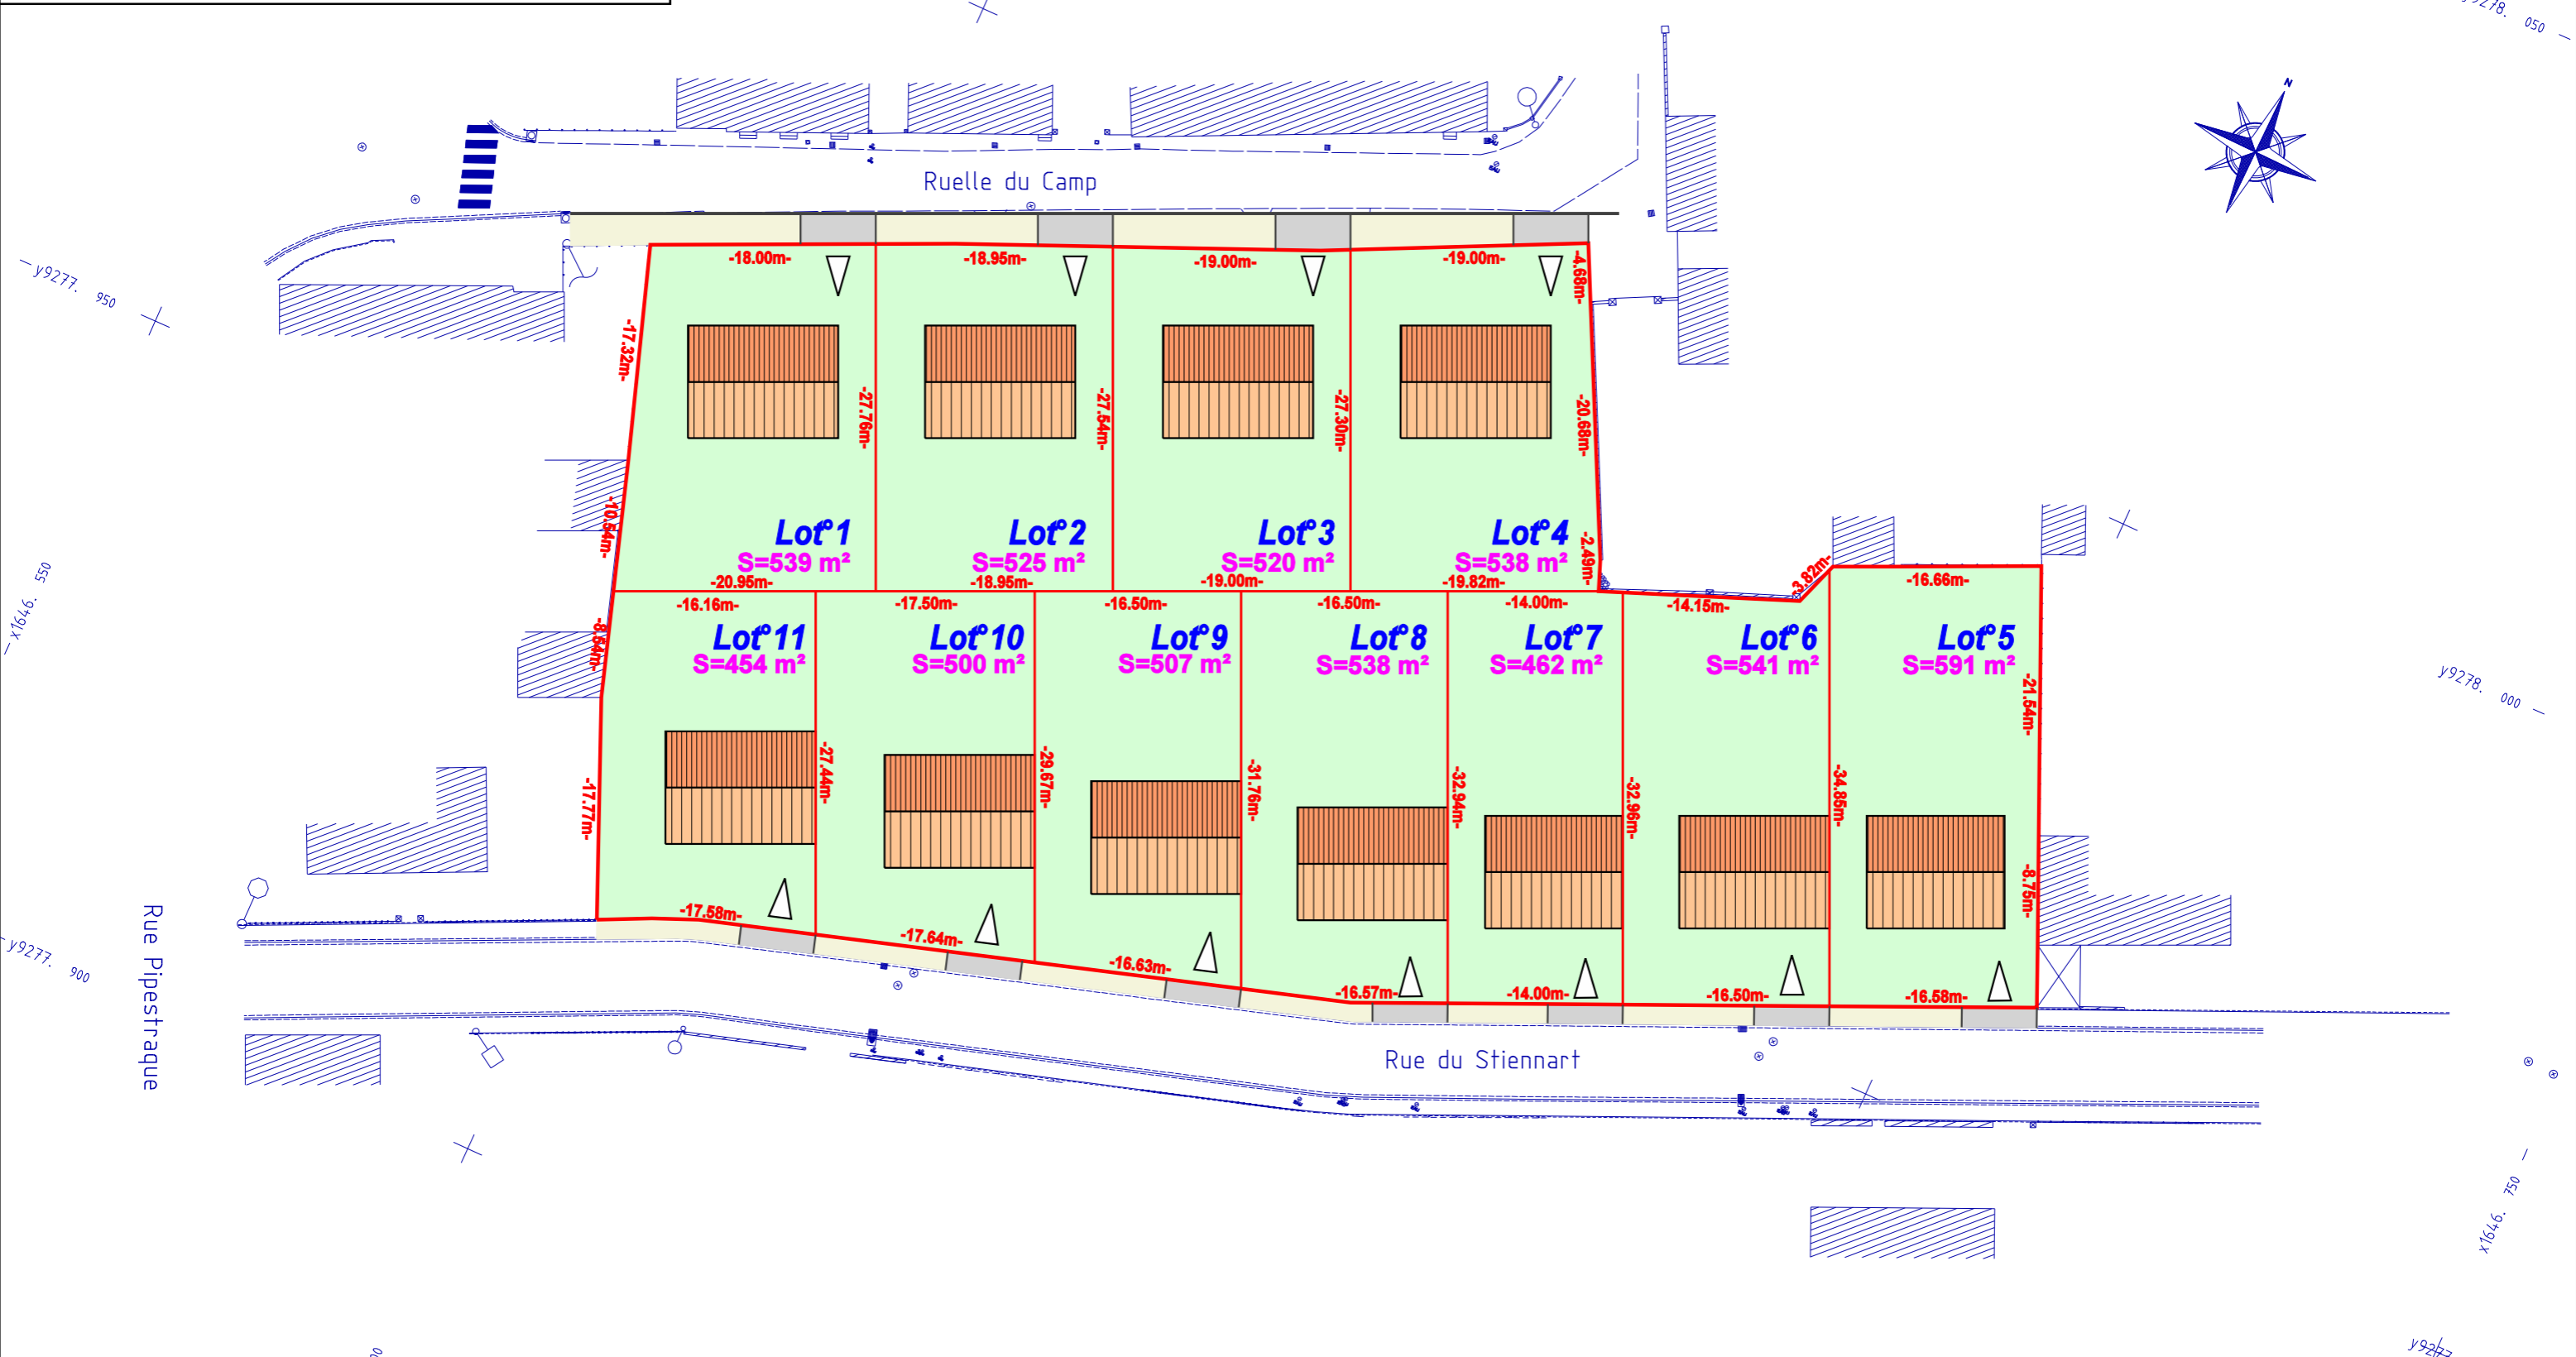 y9278. 050
N
Ruelle du Camp
y9277. 950
-18.00m-
-18.95m-
-19.00m-
-19.00m-
-4.68m-
-17.32m-
-27.76m-
-27.54m-
-27.30m-
-20.68m-
-10.54m-
Lot°1
S=539 m²
Lot°2
S=525 m²
Lot°3
S=520 m²
Lot°4
S=538 m²
-2.49m-
-20.95m-
-18.95m-
-19.00m-
-19.82m-
-3.82m-
-16.66m-
x1646. 550
-16.16m-
-17.50m-
-16.50m-
-16.50m-
-14.00m-
-14.15m-
-8.64m-
Lot°11
S=454 m²
Lot°10
S=500 m²
Lot°9
S=507 m²
Lot°8
S=538 m²
Lot°7
S=462 m²
Lot°6
S=541 m²
Lot°5
S=591 m²
y9278. 000
-21.54m-
-17.77m-
-27.44m-
-29.67m-
-31.76m-
-32.94m-
-32.96m-
-34.85m-
-8.75m-
-17.58m-
-17.64m-
-16.63m-
-16.57m-
-14.00m-
-16.50m-
-16.58m-
y9277. 900
Rue Pipestraque
Rue du Stiennart
x1646. 750